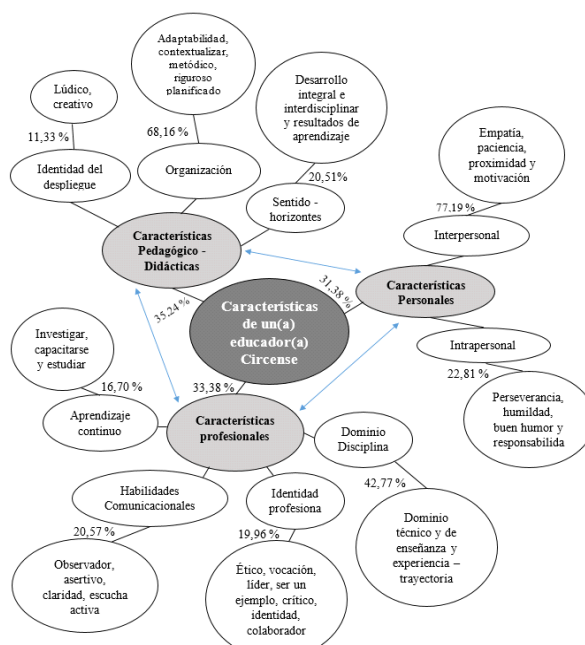 Adaptabilidad,
contextualizar,
metódico,
riguroso
planificado
Lúdico,
creativo
11,33 %
68,16 %
Desarrollo
integral e
interdisciplinar
y resultados de
aprendizaje
20,51%
Identidad del
despliegue
Organización
Sentido -
horizontes
Empatía,
paciencia,
proximidad y
motivación
77.19 %
Interpersonal
Características
Pedagógico -
Didácticas
Características
Personales
31,38 %
35.24 %
Características
de un(a)
educador(a)
Circense
33,38 %
Intrapersonal
22,81 %
Perseverancia,
humildad,
buen humor y
responsabilida
Investigar,
capacitarse
y estudiar
16,70 %
Aprendizaje
continuo
Características
profesionales
Dominio
Disciplina
42,77 %
Dominio
técnico y de
enseñanza y
experiencia –
trayectoria
Habilidades
Comunicacionales
20,57 %
Observador,
asertivo,
claridad, escucha
activa
Identidad
profesiona
19,96 %
Ético, vocación,
líder, ser un
ejemplo, crítico,
identidad,
colaborador